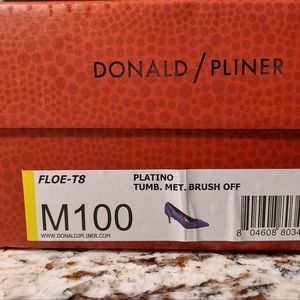 DONALD/PLINER
FLOE-T8
PLATINO
TUMB. MET. BRUSH OFF
M100
WWW.DONALDJPLINER.COM
8 04608 8034